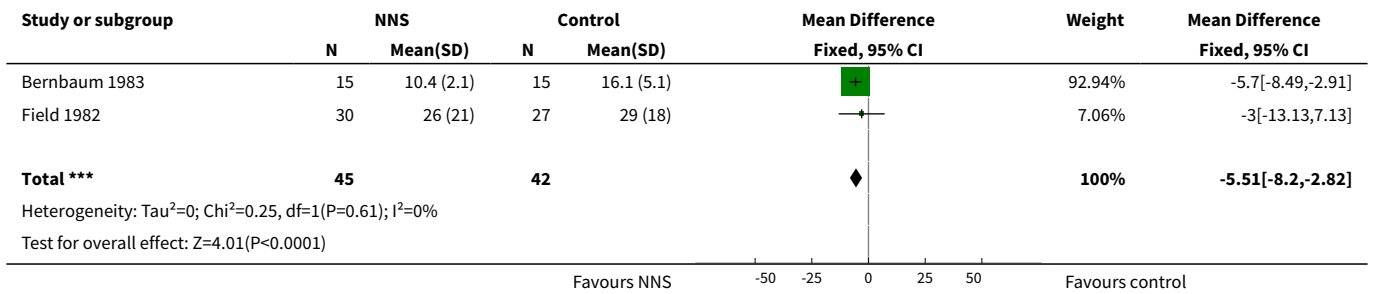 Study or subgroup NNS Control Mean Difference Weight Mean Difference
N Mean(SD) N Mean(SD) Fixed, 95% CI Fixed, 95% CI
Bernbaum 1983 15 10.4 (2.1) 15 16.1 (5.1) 92.94% -5.7[-8.49,-2.91]
Field 1982 30 26 (21) 27 29 (18) 7.06% -3[-13.13,7.13]
Total *** 45 42 100% -5.51[-8.2,-2.82]
Heterogeneity: Tau²=0; Chi²=0.25, df=1(P=0.61); I²=0%
Test for overall effect: Z=4.01(P<0.0001)
Favours NNS -50 -25 0 25 50 Favours control